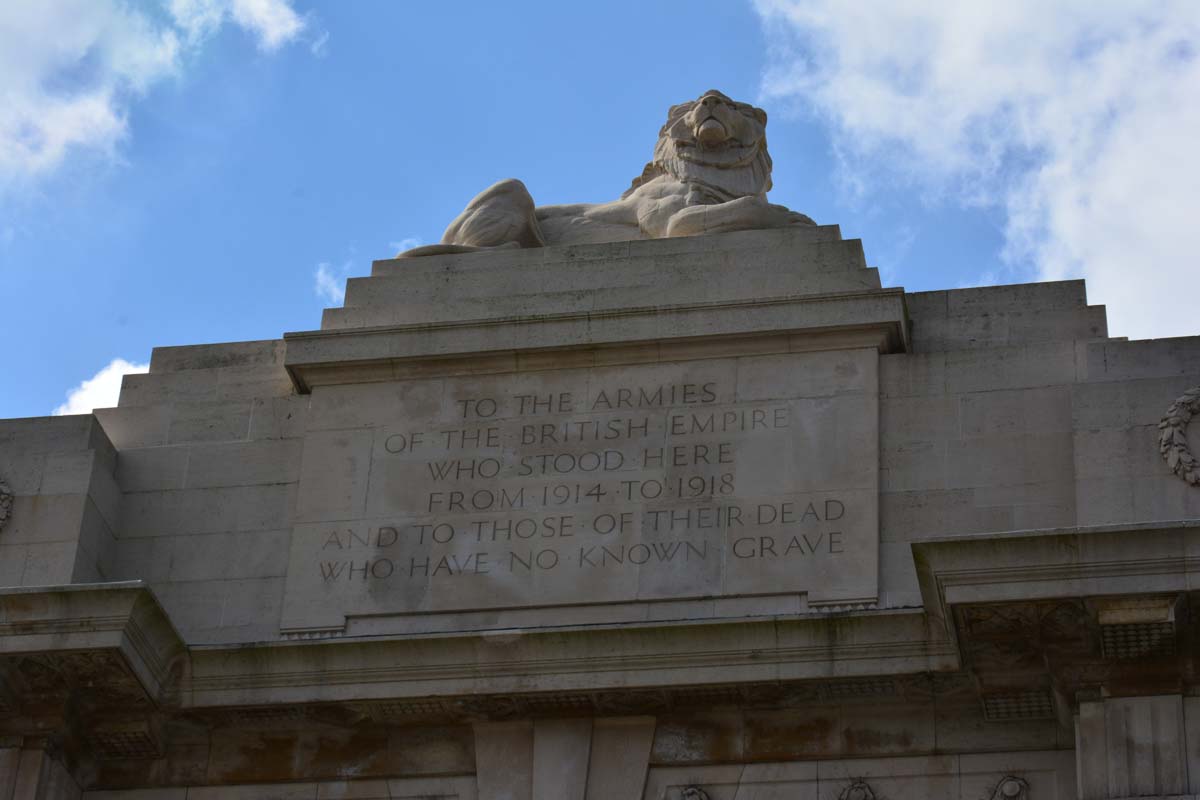 TO THE ARMIES
OF·THE·BRITISH·EMPIRE
WHO·STOOD HERE
FROM·1914·TO·1918
AND·TO·THOSE·OF·THEIR·DEAD
WHO·HAVE·NO·KNOWN·GRAVE